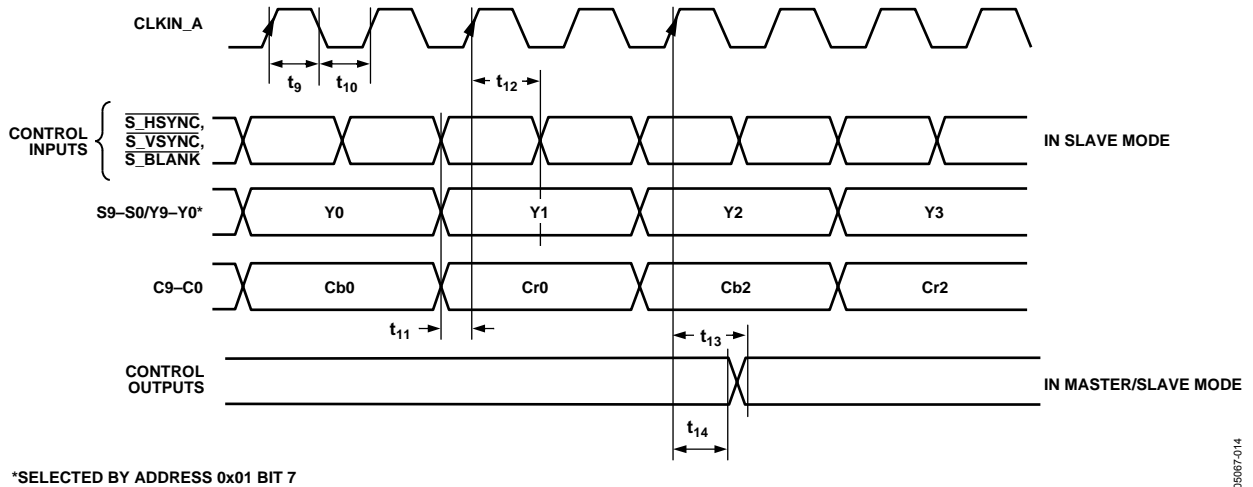 CLKIN_A
t9
t10
t12
CONTROL
INPUTS
S_HSYNC,
S_VSYNC,
S_BLANK
IN SLAVE MODE
S9–S0/Y9–Y0*
Y0
Y1
Y2
Y3
C9–C0
Cb0
Cr0
Cb2
Cr2
t11
t13
CONTROL
OUTPUTS
IN MASTER/SLAVE MODE
t14
*SELECTED BY ADDRESS 0x01 BIT 7
05067-014